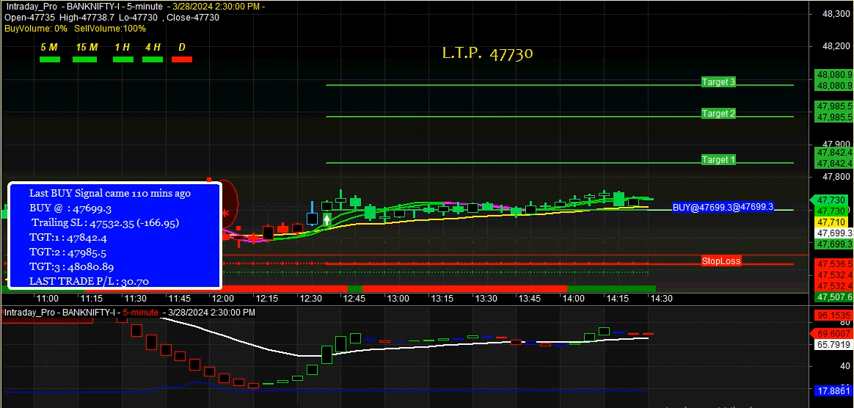 Intraday_Pro - BANKNIFTY-I - 5-minute - 3/28/2024 2:30:00 PM -
Open-47735 High-47738.7 Lo-47730 , Close-47730
BuyVolume: 0% SellVolume:100%
5 M 15 M 1 H 4 H D
L.T.P. 47730
48,300
48,200
Target 3
48,080.9
48,080.9
Target 2
47,985.5
47,985.5
47,900
Target 1
47,842.4
47,842.4
47,800
Last BUY Signal came 110 mins ago
BUY @ : 47699.3
Trailing SL : 47532.35 (-166.95)
TGT:1 : 47842.4
TGT:2 : 47985.5
TGT:3 : 48080.89
LAST TRADE P/L : 30.70
BUY@47699.3@47699.3
47,730
47,730
47,710
47,699.3
47,699.3
StopLoss
47,536.5
47,532.4
47,532.4
47,507.6
11:00 11:15 11:30 11:45 12:00 12:15 12:30 12:45 13:00 13:15 13:30 13:45 14:00 14:15 14:30
Intraday_Pro - BANKNIFTY-I - 5-minute - 3/28/2024 2:30:00 PM
96.1535
80
69.6007
65.7919
40
17.8861